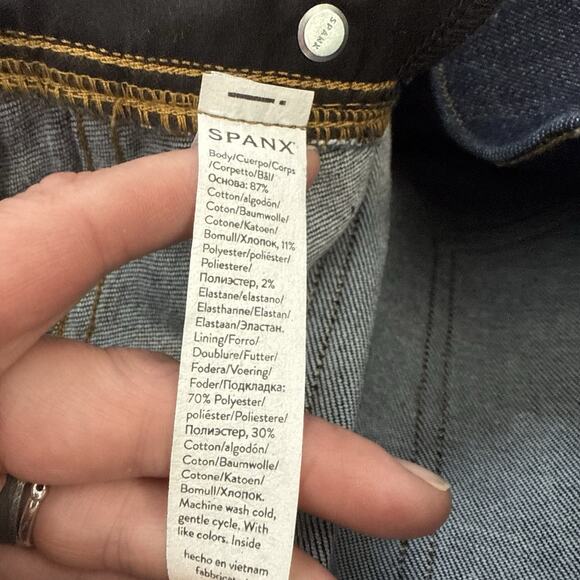 SPANX
SPANX
Body/Cuerpo/Corps
/Corpetto/Bål/
Основа: 87%
Cotton/algodón/
Coton/Baumwolle/
Cotone/Katoen/
Bomull/Хлопок, 11%
Polyester/poliéster/
Poliestere/
Полиэстер, 2%
Elastane/elastano/
Elasthanne/Elastan/
Elastaan/Эластан.
Lining/Forro/
Doublure/Futter/
Fodera/Voering/
Foder/Подкладка:
70% Polyester/
poliéster/Poliestere/
Полиэстер, 30%
Cotton/algodón/
Coton/Baumwolle/
Cotone/Katoen/
Bomull/Хлопок.
Machine wash cold,
gentle cycle. With
like colors. Inside
hecho en vietnam